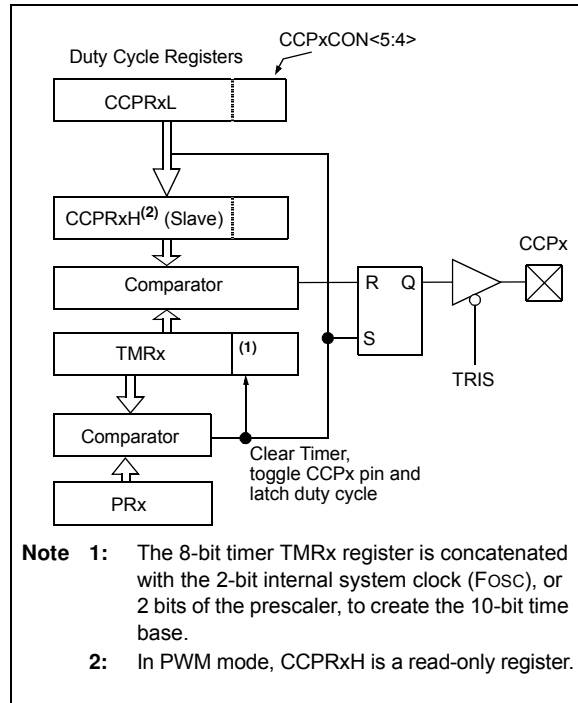 CCPxCON<5:4>
Duty Cycle Registers
CCPRxL
CCPRxH(2) (Slave)
CCPx
Comparator
R Q
S
TMRx (1)
TRIS
Comparator
Clear Timer,
toggle CCPx pin and
latch duty cycle
PRx
Note 1: The 8-bit timer TMRx register is concatenated
with the 2-bit internal system clock (FOSC), or
2 bits of the prescaler, to create the 10-bit time
base.
2: In PWM mode, CCPRxH is a read-only register.